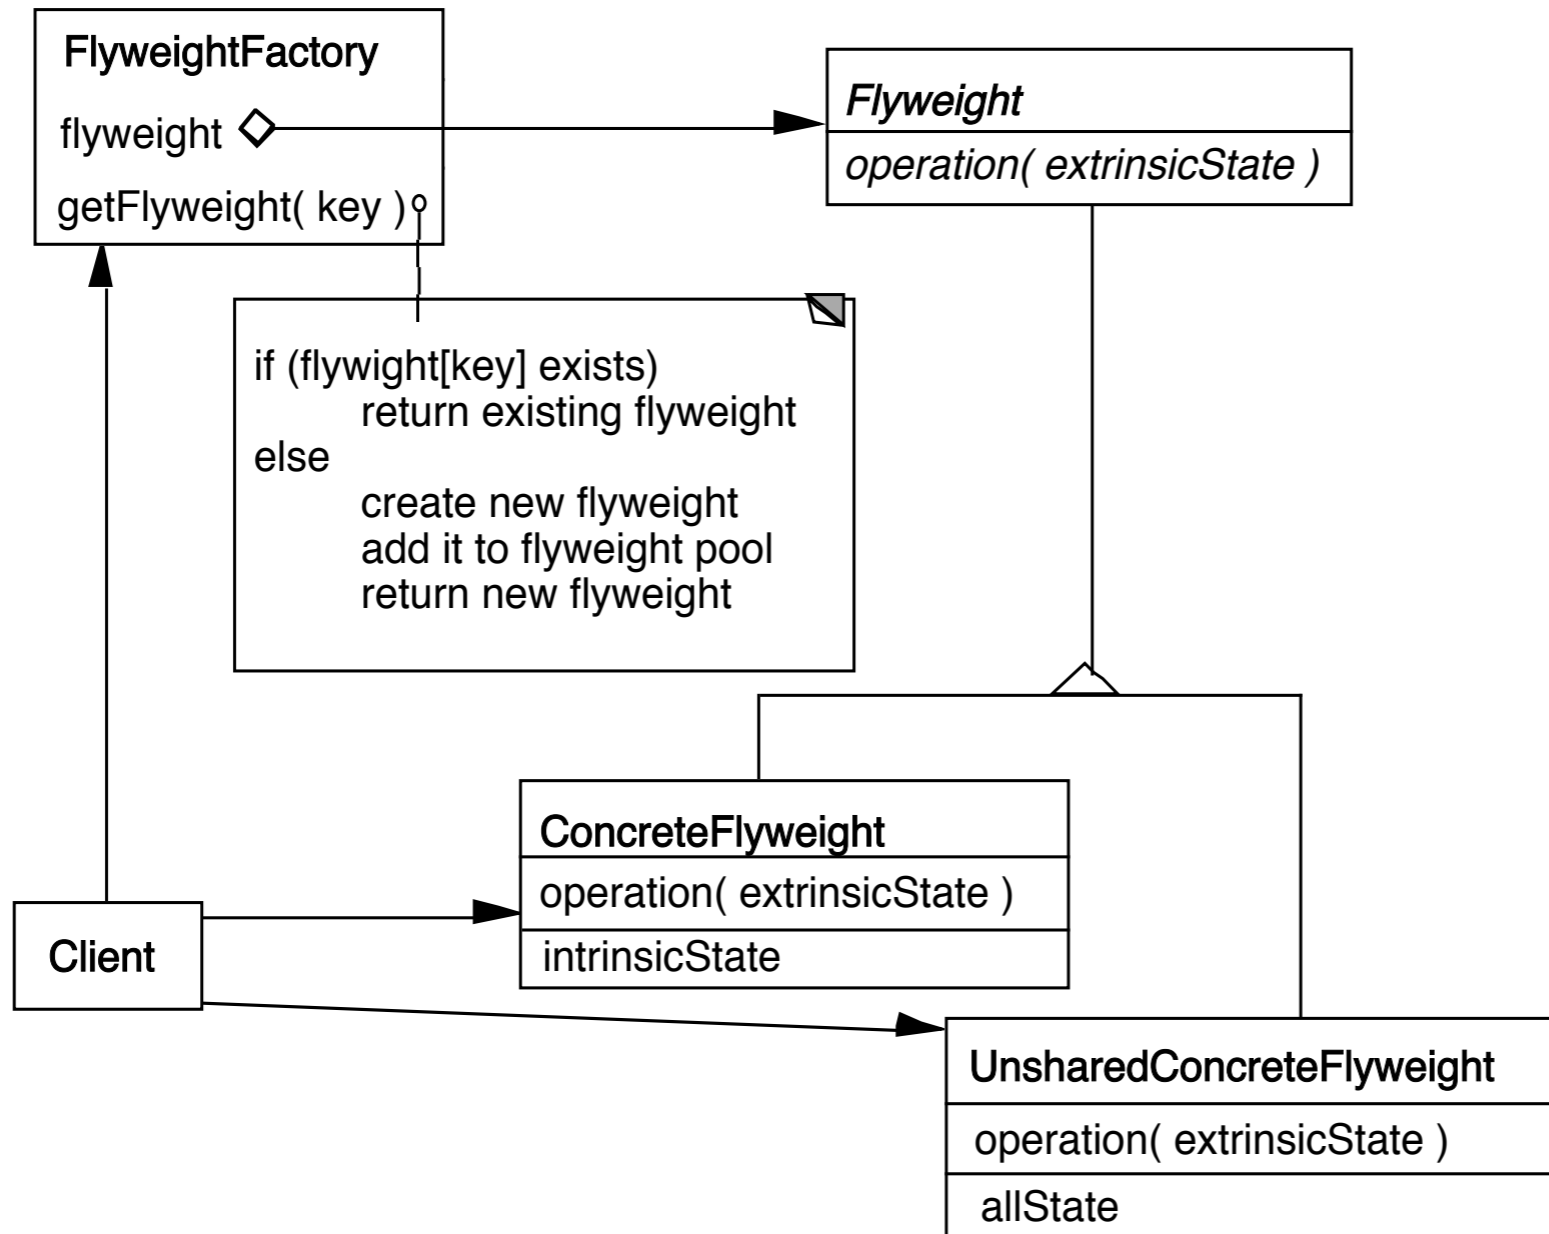 FlyweightFactory
flyweight
getFlyweight( key )
Flyweight
operation( extrinsicState )
if (flywight[key] exists)
return existing flyweight
else
create new flyweight
add it to flyweight pool
return new flyweight
ConcreteFlyweight
operation( extrinsicState )
intrinsicState
Client
UnsharedConcreteFlyweight
operation( extrinsicState )
allState